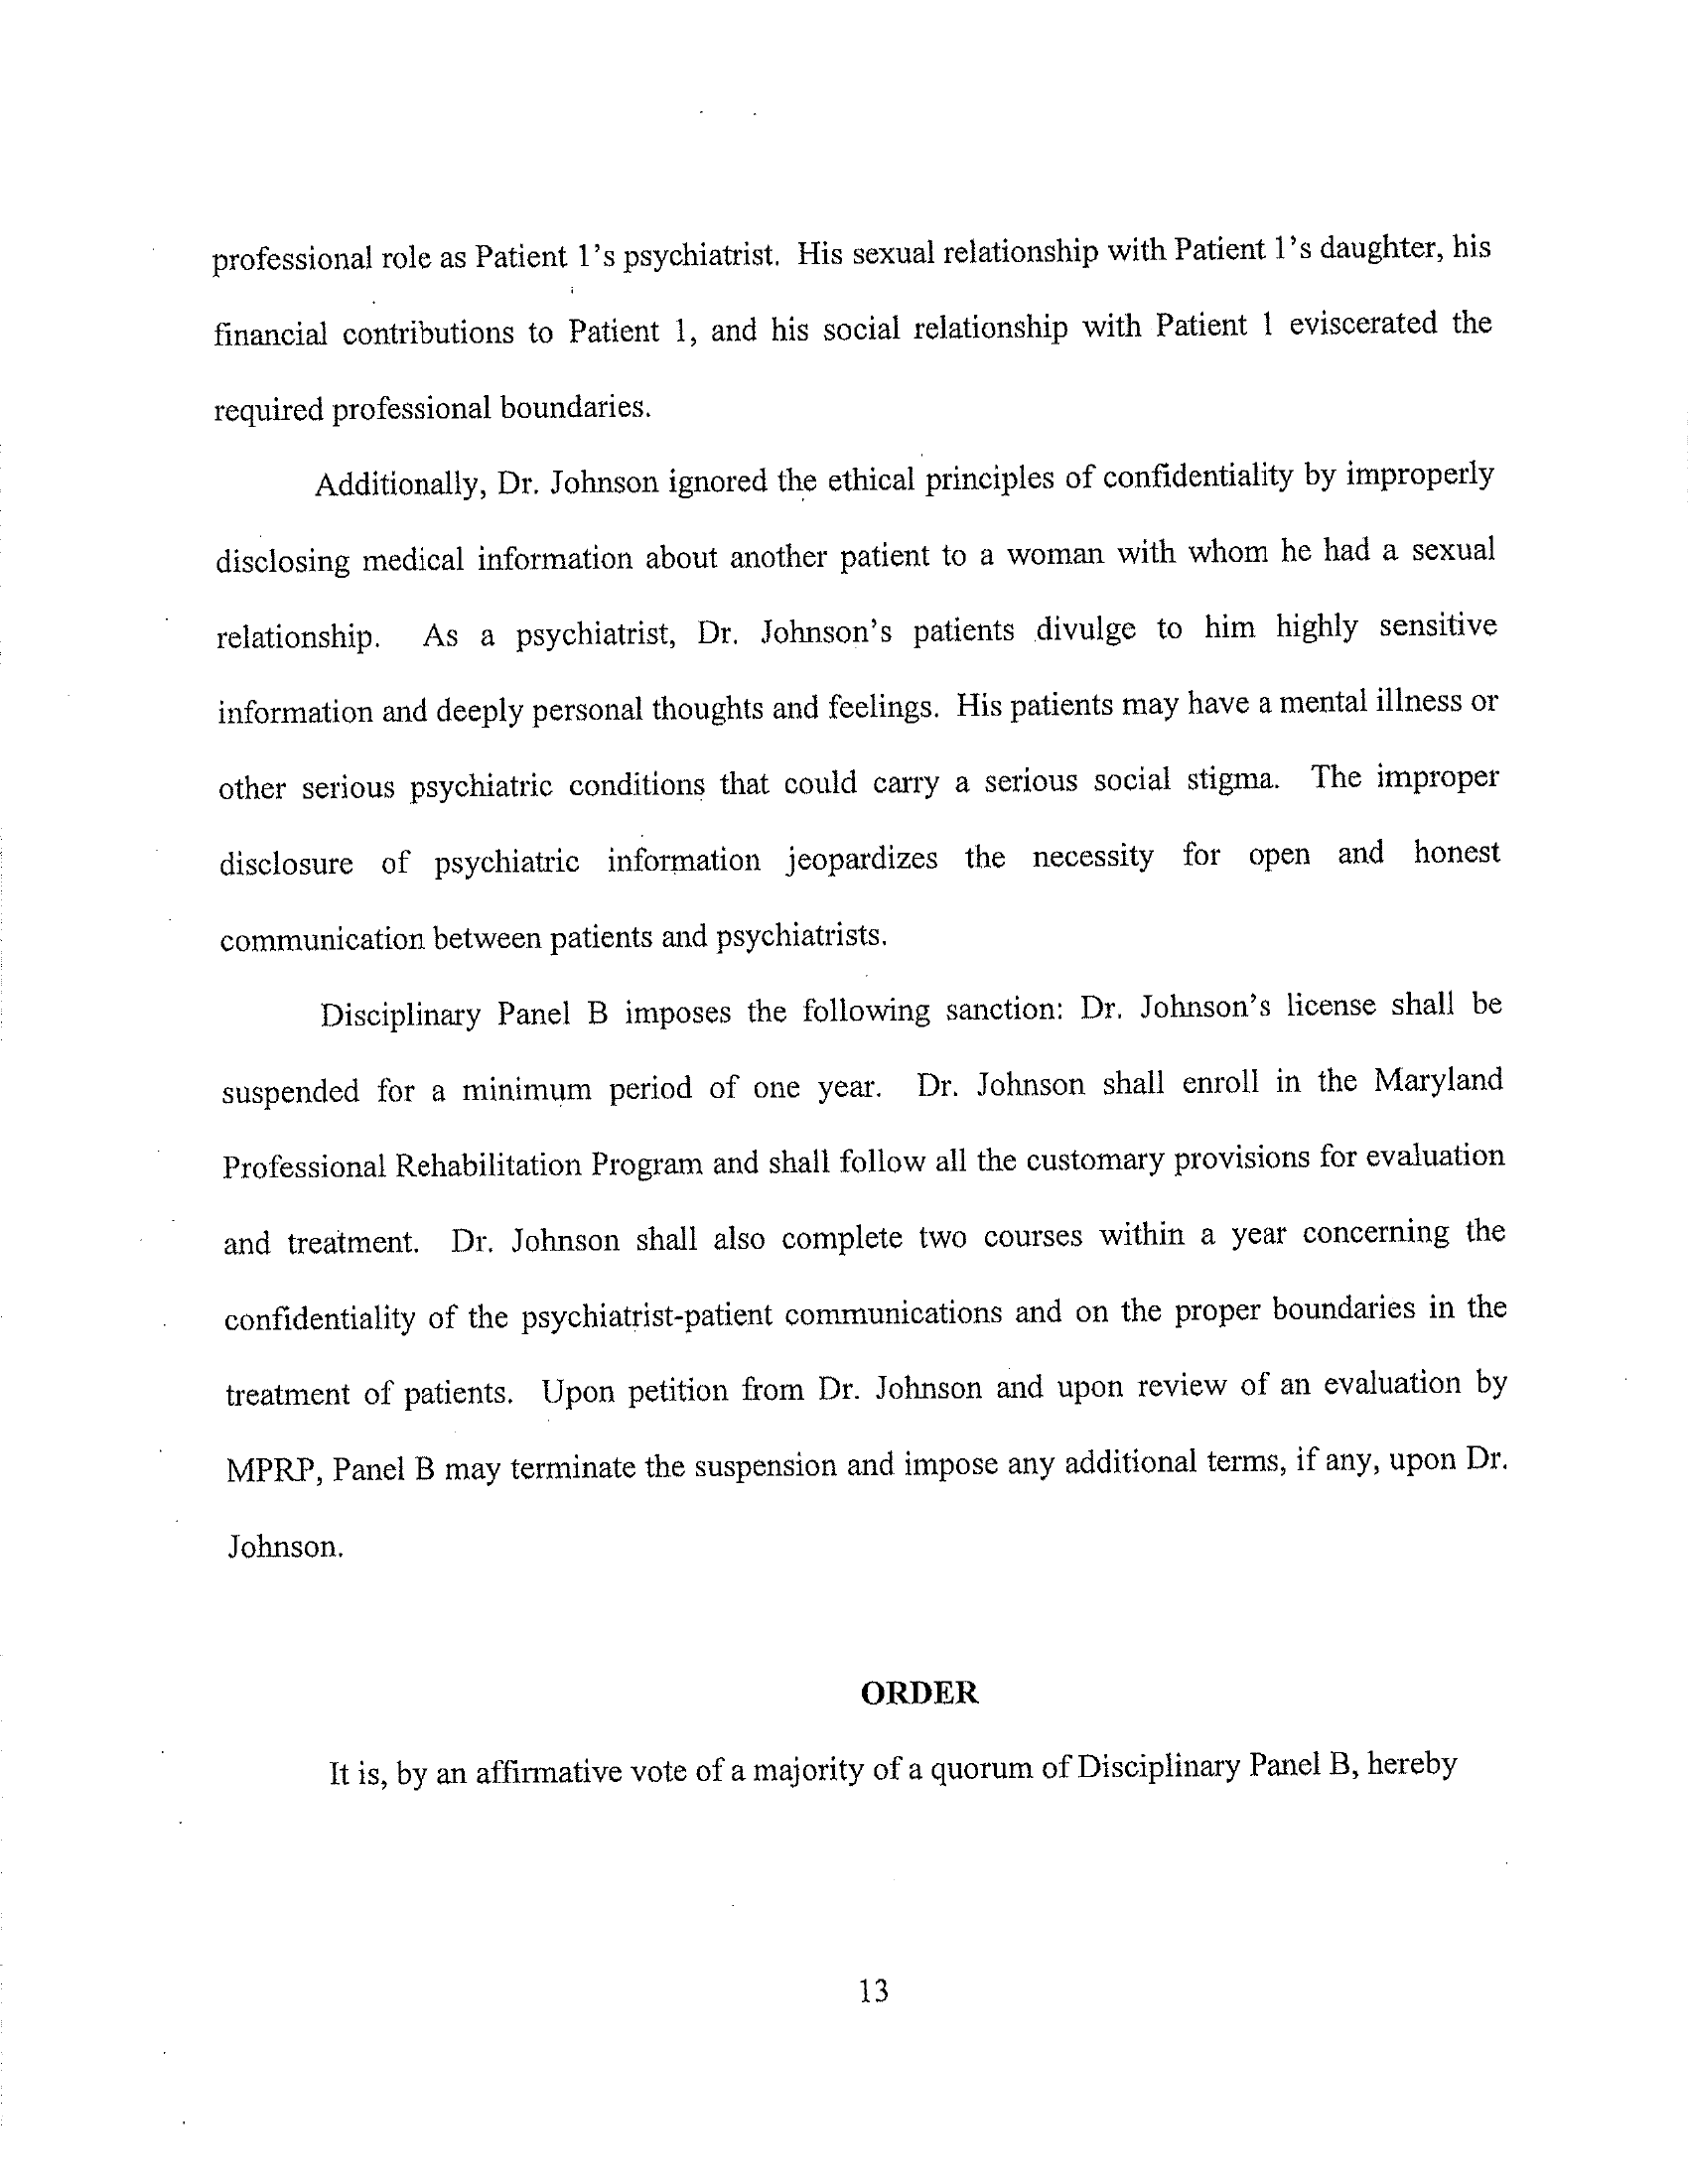 professional role as Patient 1's psychiatrist. His sexual relationship with Patient 1's daughter, his
financial contributions to Patient 1, and his social relationship with Patient 1 eviscerated the
required professional boundaries.
Additionally, Dr. Johnson ignored the ethical principles of confidentiality by improperly
disclosing medical information about another patient to a woman with whom he had a sexual
relationship. As a psychiatrist, Dr. Johnson's patients divulge to him highly sensitive
information and deeply personal thoughts and feelings. His patients may have a mental illness or
other serious psychiatric conditions that could carry a serious social stigma. The improper
disclosure of psychiatric information jeopardizes the necessity for open and honest
communication between patients and psychiatrists.
Disciplinary Panel B imposes the following sanction: Dr. Johnson's license shall be
suspended for a minimum period of one year. Dr. Johnson shall enroll in the Maryland
Professional Rehabilitation Program and shall follow all the customary provisions for evaluation
and treatment. Dr. Johnson shall also complete two courses within a year concerning the
confidentiality of the psychiatrist-patient communications and on the proper boundaries in the
treatment of patients. Upon petition from Dr. Johnson and upon review of an evaluation by
MPRP, Panel B may terminate the suspension and impose any additional terms, if any, upon Dr.
Johnson.
ORDER
It is, by an affirmative vote of a majority of a quorum of Disciplinary Panel B, hereby
13